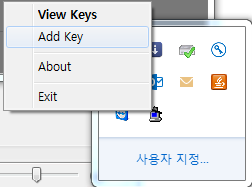 View Keys
Add Key
About
Exit
사용자 지정...